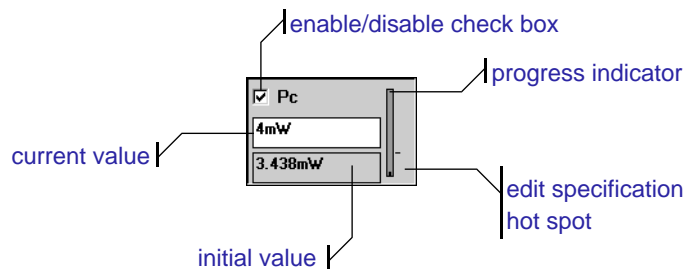 enable/disable check box
progress indicator
Pc
4mW
current value
3.438mW
edit specification
hot spot
initial value